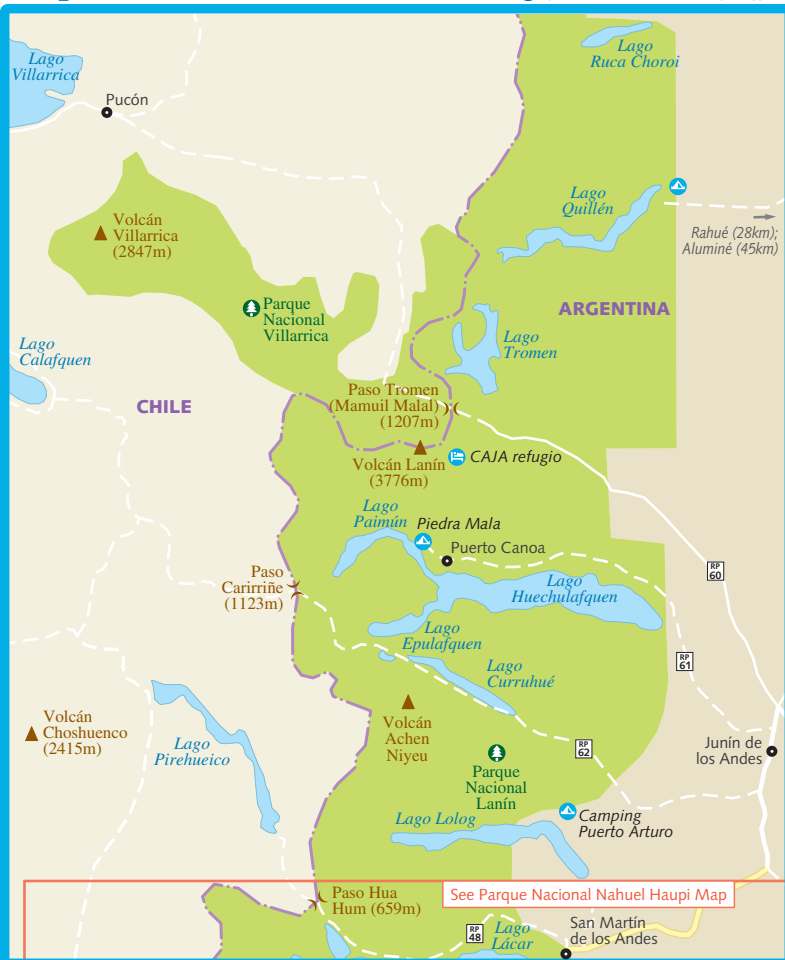 Lago
Villarrica
Pucón
Lago
Ruca Choroi
Volcán
Villarrica
(2847m)
Lago
Quillén
Rahué (28km);
Aluminé (45km)
Parque
Nacional
Villarrica
ARGENTINA
Lago
Tromen
Lago
Calafquen
CHILE
Paso Tromen
(Mamuil Malal)
(1207m)
Volcán Lanín
(3776m)
CAJA refugio
Lago
Paimún
Piedra Mala
Puerto Canoa
Paso
Carirriñe
(1123m)
Lago
Huechulafquen
RP
60
Lago
Epulafquen
Lago
Curruhué
RP
61
Volcán
Choshuenco
(2415m)
Lago
Pirehueico
Volcán
Achen
Niyeu
RP
62
Parque
Nacional
Lanín
Junín de
los Andes
Lago Lolog
Camping
Puerto Arturo
Paso Hua
Hum (659m)
See Parque Nacional Nahuel Haupi Map
RP
48
Lago
Lácar
San Martín
de los Andes